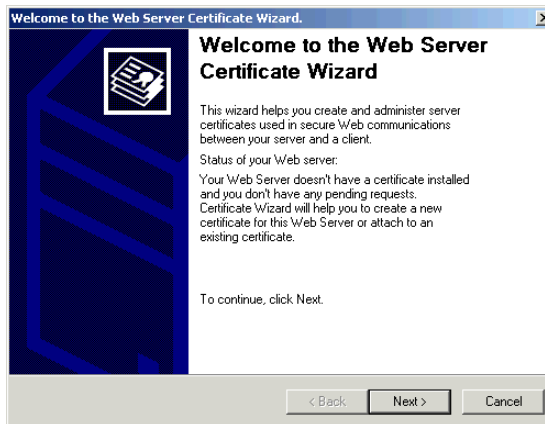 Welcome to the Web Server Certificate Wizard.
Welcome to the Web Server
Certificate Wizard
This wizard helps you create and administer server
certificates used in secure Web communications
between your server and a client.
Status of your Web server:
Your Web Server doesn't have a certificate installed
and you don't have any pending requests.
Certificate Wizard will help you to create a new
certificate for this Web Server or attach to an
existing certificate.
To continue, click Next.
< Back Next > Cancel